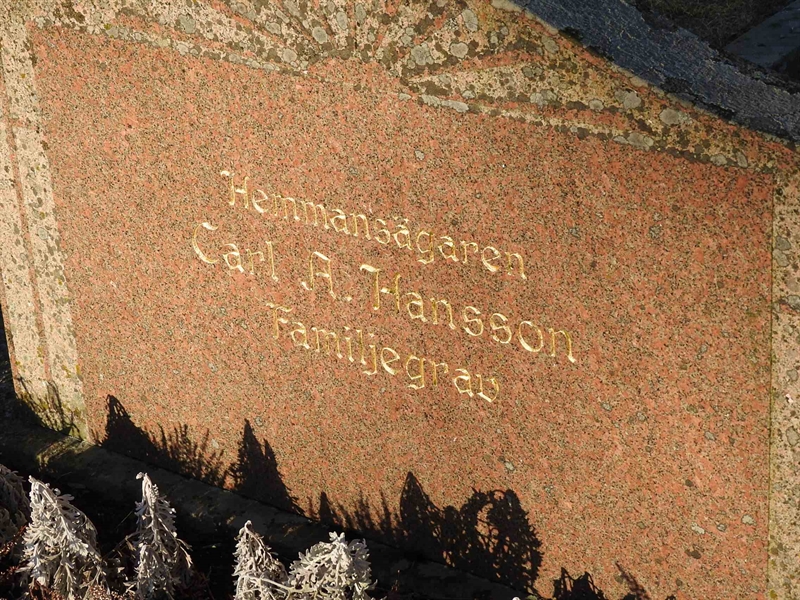 Hemmansägaren
Carl A. Hansson
Familjegrav